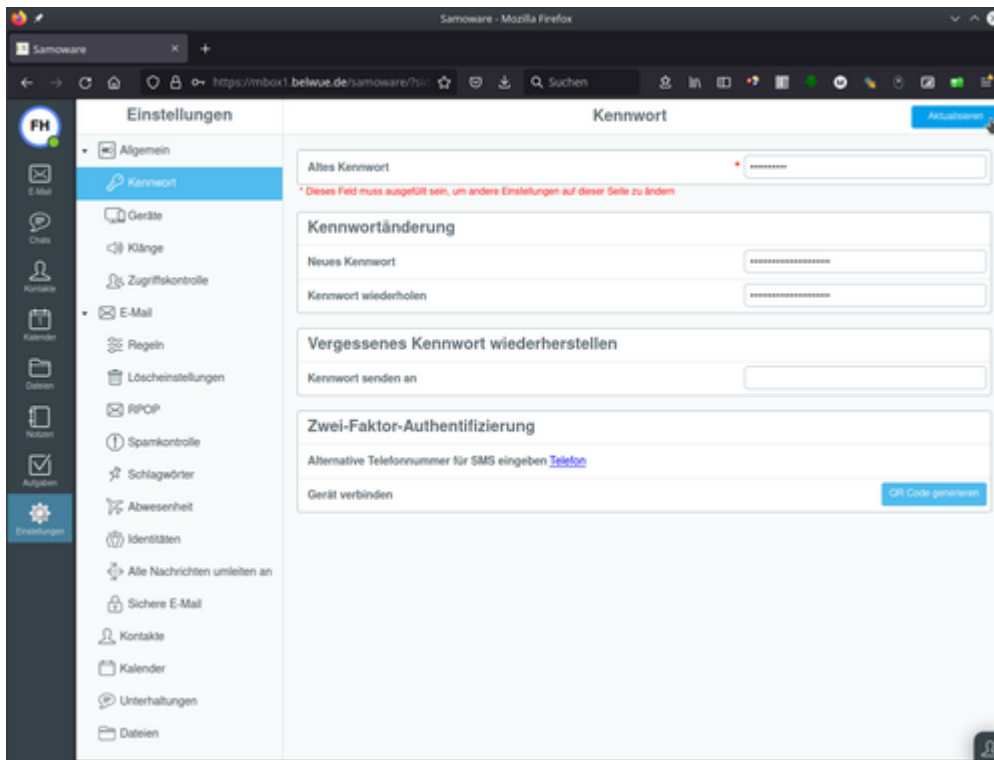 Samoware - Mozilla Firefox
Samoware
https://mbox1.belwue.de/samoware/?sid
Suchen
FH
E-Mail
Chats
Kontakte
Kalender
Dateien
Notizen
Aufgaben
Einstellungen
Einstellungen
Allgemein
Kennwort
Geräte
Klänge
Zugriffskontrolle
E-Mail
Regeln
Löscheinstellungen
RPOP
Spamkontrolle
Schlagwörter
Abwesenheit
Identitäten
Alle Nachrichten umleiten an
Sichere E-Mail
Kontakte
Kalender
Unterhaltungen
Dateien
Kennwort
Aktualisieren
Altes Kennwort *
* Dieses Feld muss ausgefüllt sein, um andere Einstellungen auf dieser Seite zu ändern
Kennwortänderung
Neues Kennwort
Kennwort wiederholen
Vergessenes Kennwort wiederherstellen
Kennwort senden an
Zwei-Faktor-Authentifizierung
Alternative Telefonnummer für SMS eingeben Telefon
Gerät verbinden
QR Code generieren